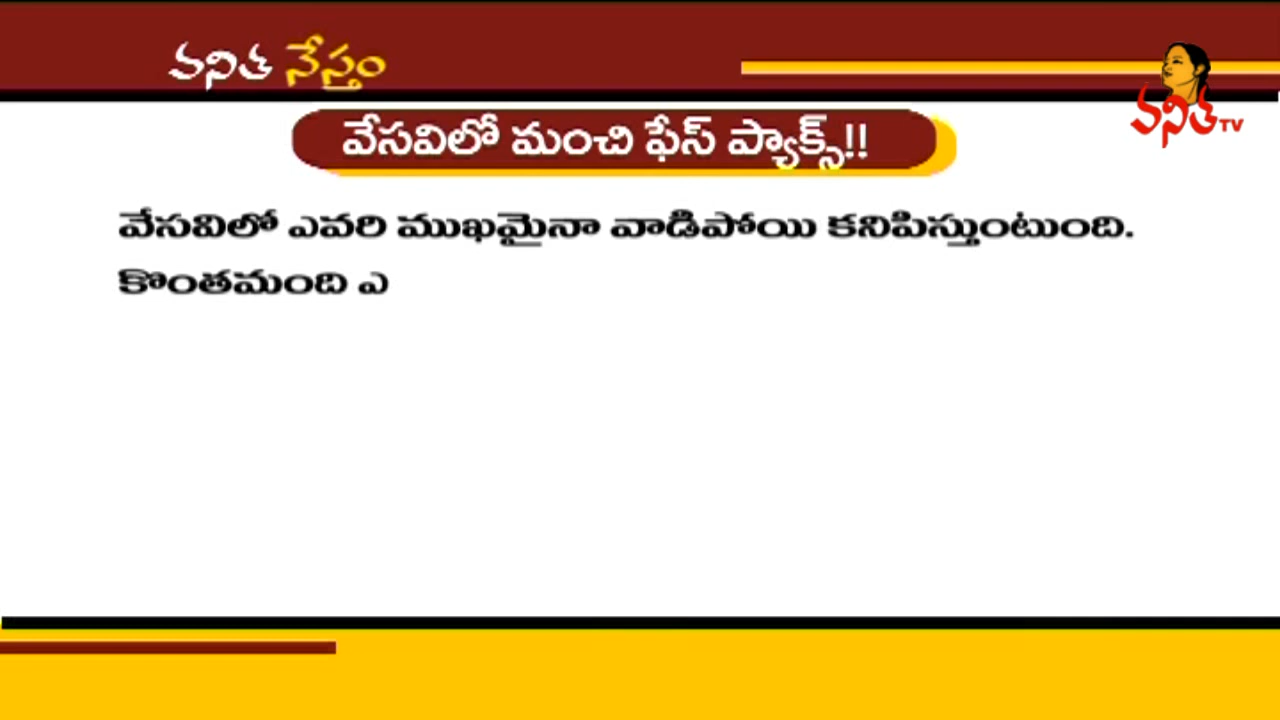 వనిత నేస్తం
వనిత TV
వేసవిలో మంచి ఫేస్ ప్యాక్స్!!
వేసవిలో ఎవరి ముఖమైనా వాడిపోయి కనిపిస్తుంటుంది.
కొంతమంది ఎ